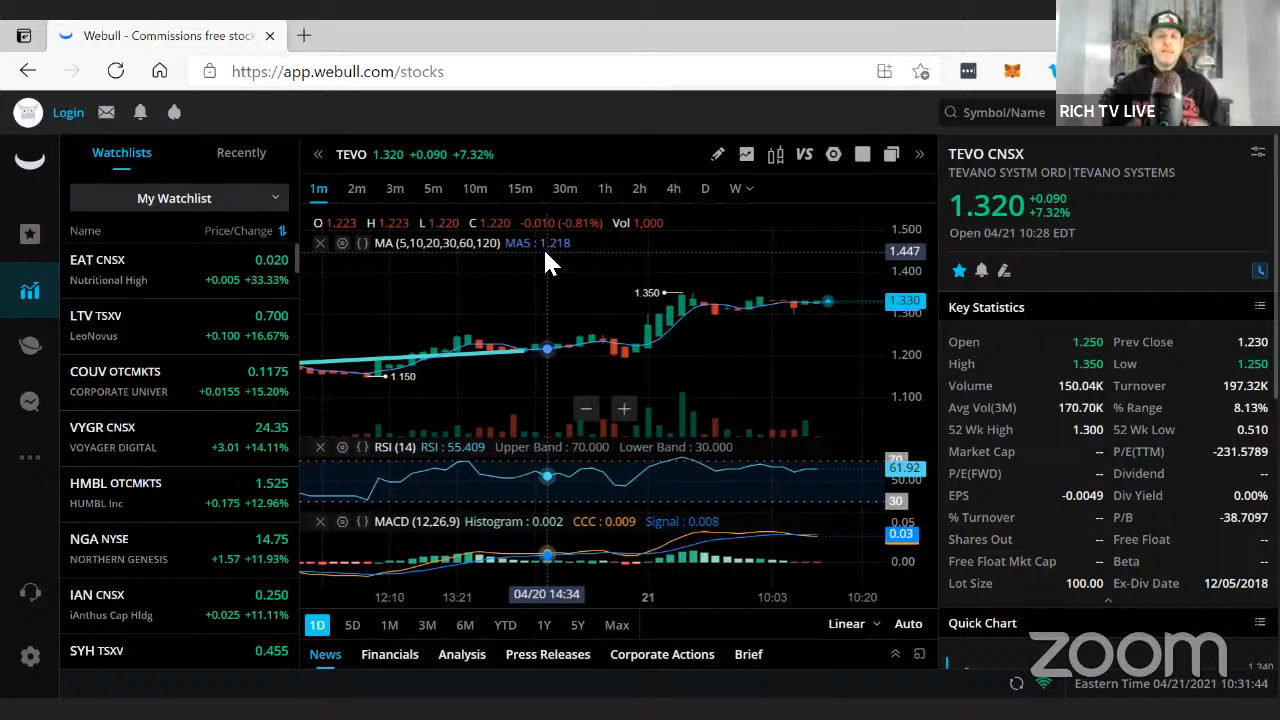 Webull - Commissions free stock
https://app.webull.com/stocks
Login
Symbol/Name
RICH TV LIVE
Watchlists
Recently
My Watchlist
Name
Price/Change
EAT CNSX
0.020
Nutritional High
+0.005 +33.33%
LTV TSXV
0.700
LeoNovus
+0.100 +16.67%
COUV OTCMKTS
0.1175
CORPORATE UNIVER
+0.0155 +15.20%
VYGR CNSX
24.35
VOYAGER DIGITAL
+3.01 +14.11%
HMBL OTCMKTS
1.525
HUMBL Inc
+0.175 +12.96%
NGA NYSE
14.75
NORTHERN GENESIS
+1.57 +11.93%
IAN CNSX
0.250
iAnthus Cap Hldg
+0.025 +11.11%
SYH TSXV
0.455
TEVO 1.320 +0.090 +7.32%
VS
1m 2m 3m 5m 10m 15m 30m 1h 2h 4h D W
O 1.223 H 1.223 L 1.220 C 1.220 -0.010 (-0.81%) Vol 1,000
MA (5,10,20,30,60,120) MA5 : 1.218
1.500
1.447
1.400
1.350
1.330
1.300
1.200
1.150
1.100
RSI (14) RSI : 55.409 Upper Band : 70.000 Lower Band : 30.000
70
61.92
50.00
30
MACD (12,26,9) Histogram : 0.002 CCC : 0.009 Signal : 0.008
0.05
0.03
0.00
12:10 13:21 04/20 14:34 21 10:03 10:20
1D 5D 1M 3M 6M YTD 1Y 5Y Max
Linear Auto
News Financials Analysis Press Releases Corporate Actions Brief
TEVO CNSX
TEVANO SYSTM ORD|TEVANO SYSTEMS
1.320
+0.090
+7.32%
Open 04/21 10:28 EDT
Key Statistics
Open 1.250 Prev Close 1.230
High 1.350 Low 1.250
Volume 150.04K Turnover 197.32K
Avg Vol(3M) 170.70K % Range 8.13%
52 Wk High 1.300 52 Wk Low 0.510
Market Cap -- P/E(TTM) -231.5789
P/E(FWD) -- Dividend --
EPS -0.0049 Div Yield 0.00%
% Turnover -- P/B -38.7097
Shares Out -- Free Float --
Free Float Mkt Cap -- Beta --
Lot Size 100.00 Ex-Div Date 12/05/2018
Quick Chart
1.340
zoom
Eastern Time 04/21/2021 10:31:44